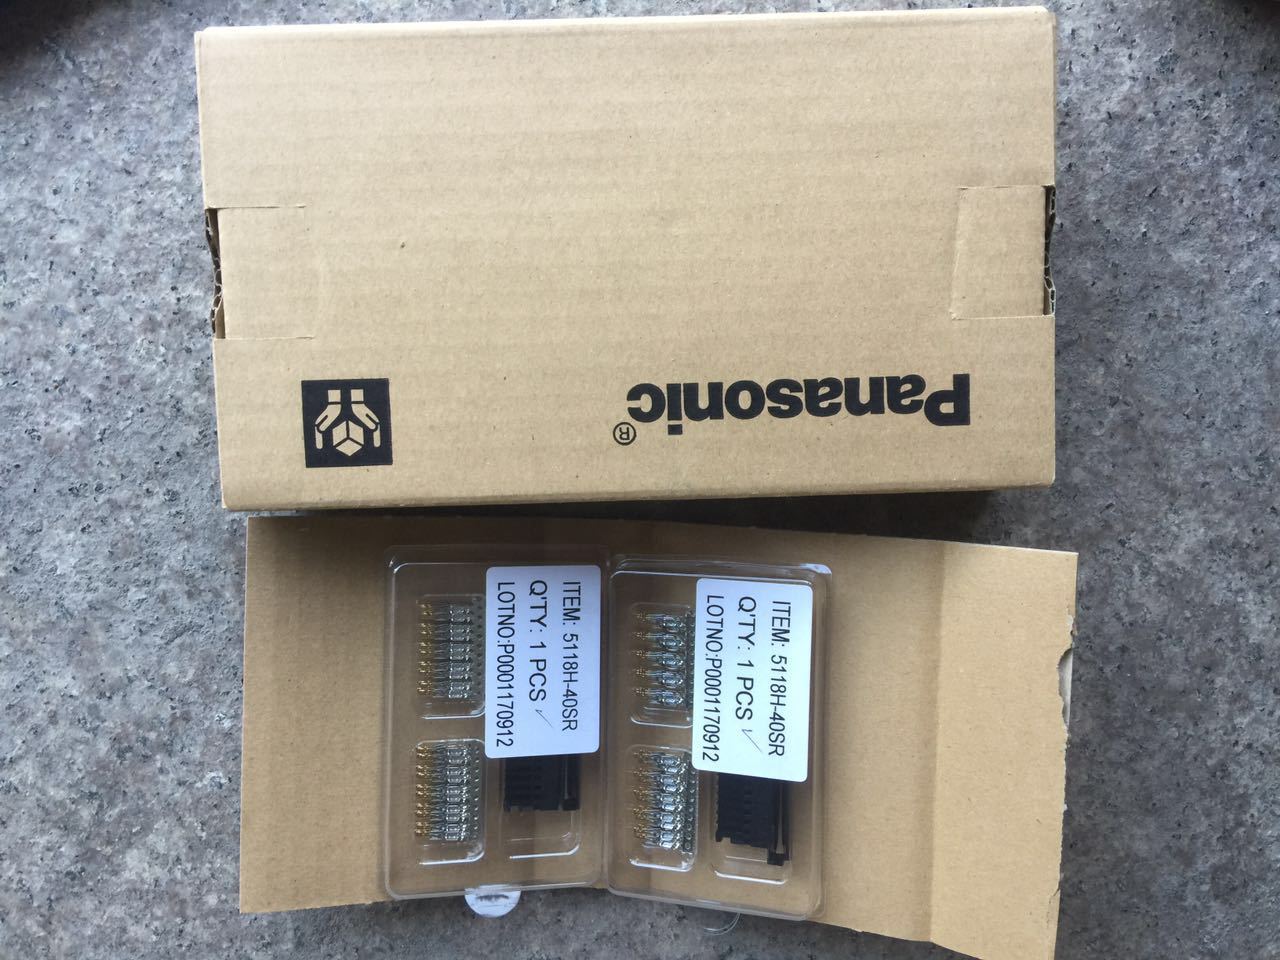 Panasonic®
ITEM: 5118H-40SR
Q'TY: 1 PCS
LOTNO:P0001170912
ITEM: 5118H-40SR
Q'TY: 1 PCS
LOTNO:P0001170912